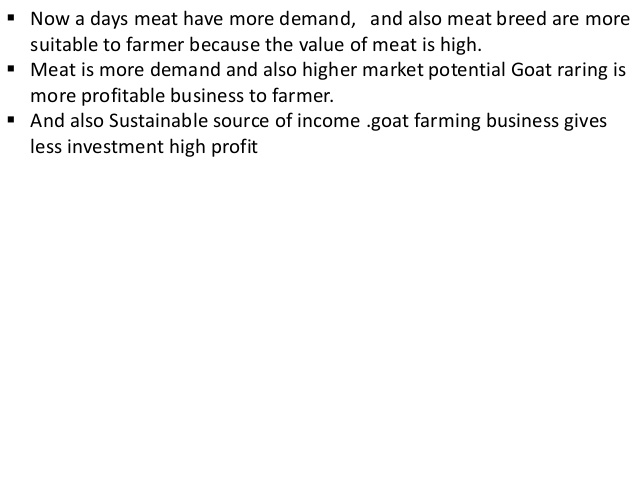 ▪ Now a days meat have more demand,  and also meat breed are more
suitable to farmer because the value of meat is high.
▪ Meat is more demand and also higher market potential Goat raring is
more profitable business to farmer.
▪ And also Sustainable source of income .goat farming business gives
less investment high profit